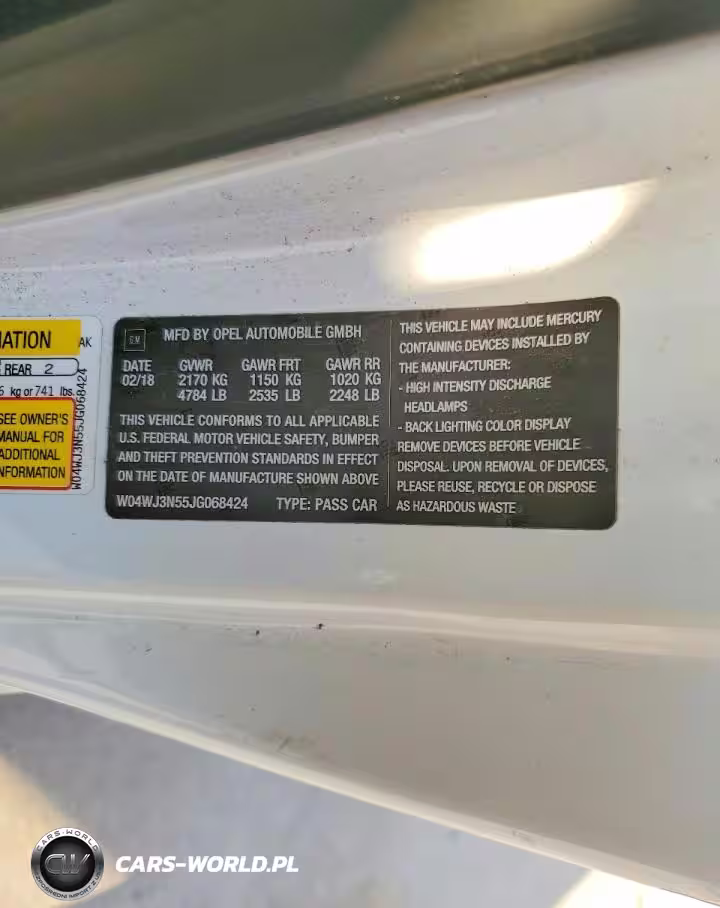 MATION
AK
REAR 2
kg or 741 lbs
SEE OWNER'S
MANUAL FOR
ADDITIONAL
INFORMATION
W04WJ3N55JG068424
GM
MFD BY OPEL AUTOMOBILE GMBH
DATE GVWR GAWR FRT GAWR RR
02/18 2170 KG 1150 KG 1020 KG
4784 LB 2535 LB 2248 LB
THIS VEHICLE CONFORMS TO ALL APPLICABLE
U.S. FEDERAL MOTOR VEHICLE SAFETY, BUMPER
AND THEFT PREVENTION STANDARDS IN EFFECT
ON THE DATE OF MANUFACTURE SHOWN ABOVE
W04WJ3N55JG068424 TYPE: PASS CAR
THIS VEHICLE MAY INCLUDE MERCURY
CONTAINING DEVICES INSTALLED BY
THE MANUFACTURER:
- HIGH INTENSITY DISCHARGE
HEADLAMPS
- BACK LIGHTING COLOR DISPLAY
REMOVE DEVICES BEFORE VEHICLE
DISPOSAL. UPON REMOVAL OF DEVICES,
PLEASE REUSE, RECYCLE OR DISPOSE
AS HAZARDOUS WASTE
CARS-WORLD
CW
CARS-WORLD.PL